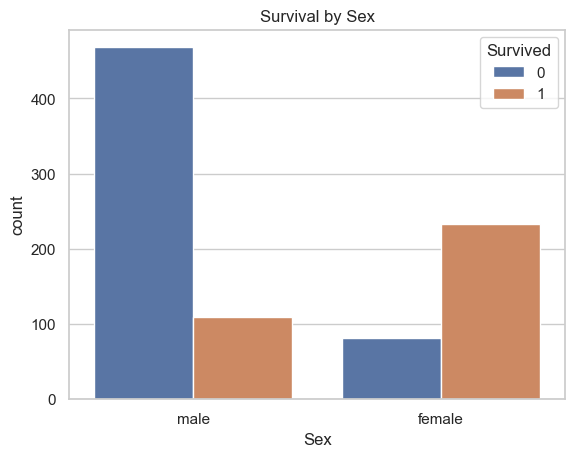 Survival by Sex
Survived
0
1
400
300
200
100
0
count
male
female
Sex